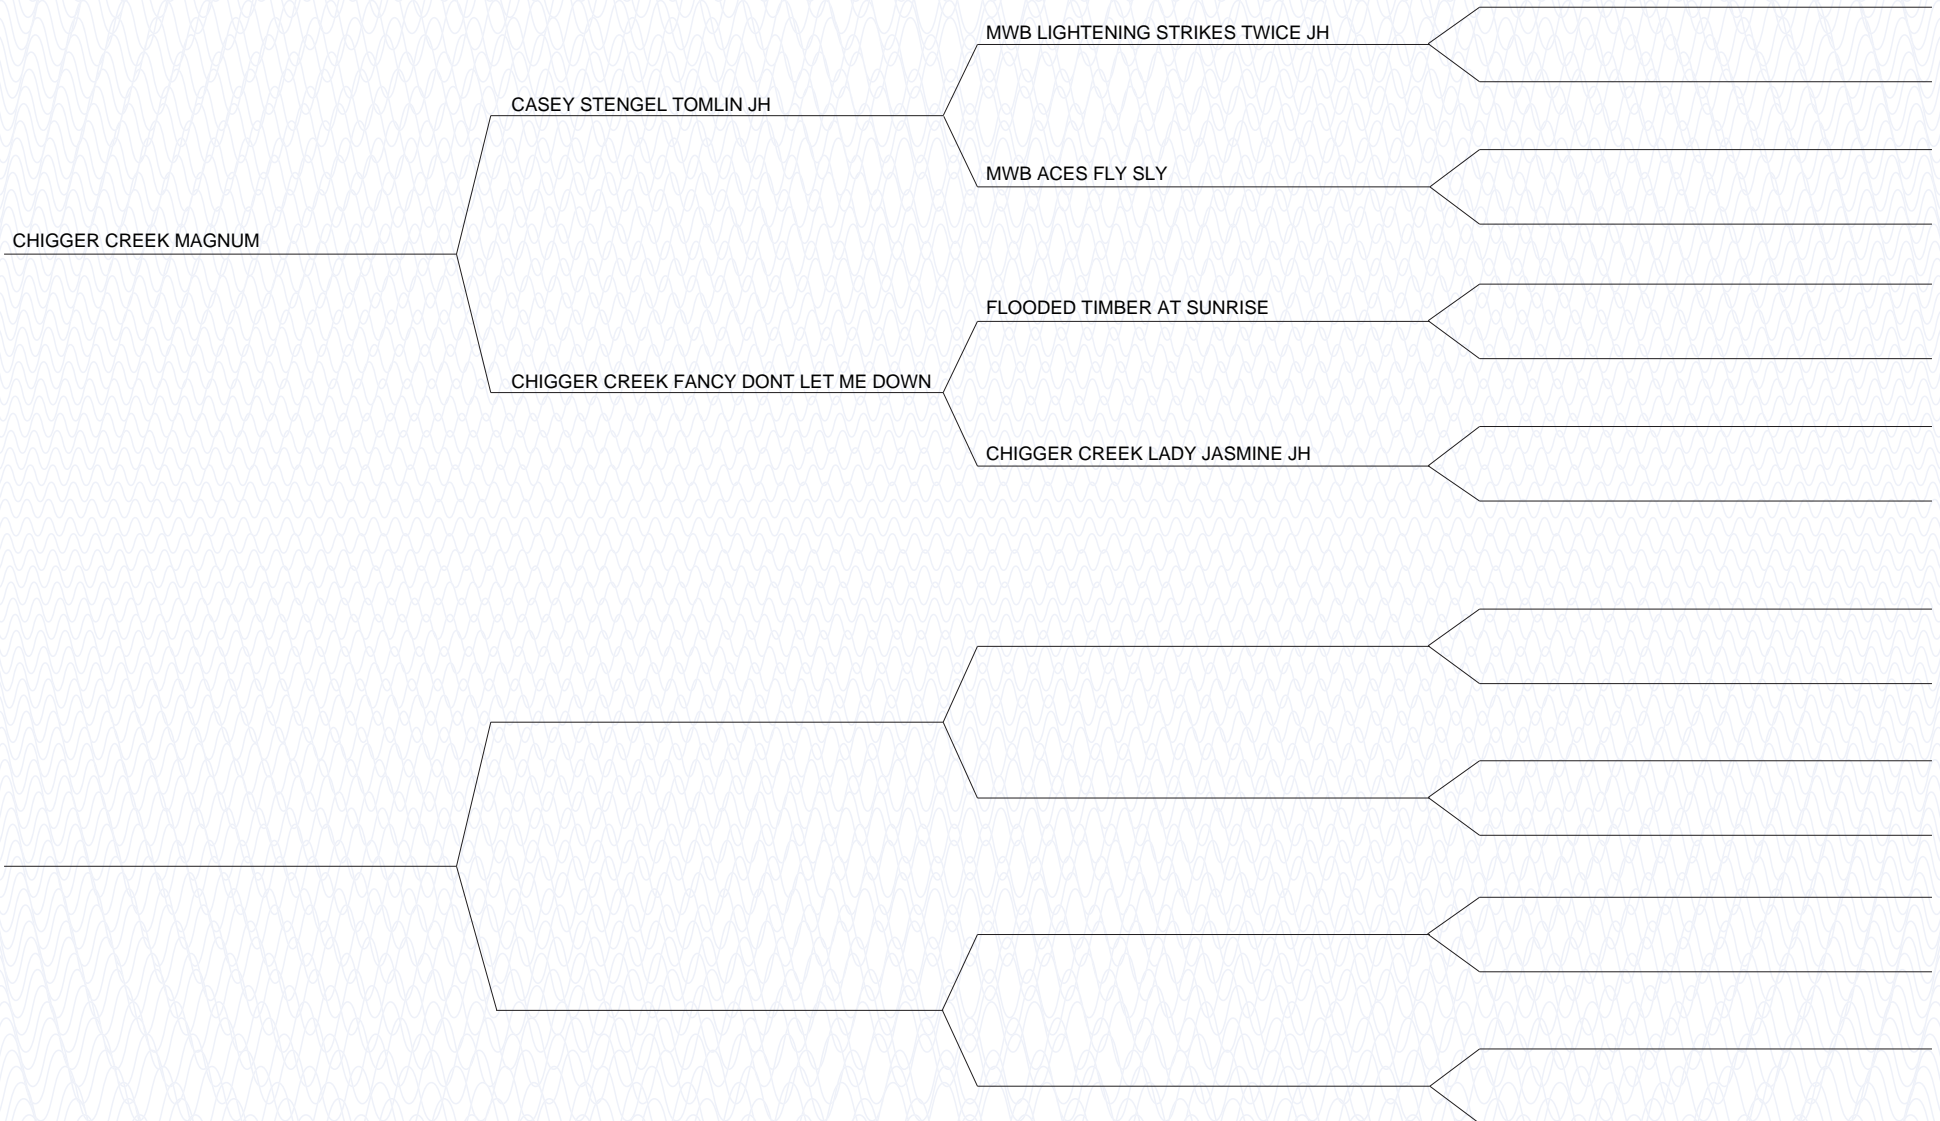 MWB LIGHTENING STRIKES TWICE JH
CASEY STENGEL TOMLIN JH
MWB ACES FLY SLY
CHIGGER CREEK MAGNUM
FLOODED TIMBER AT SUNRISE
CHIGGER CREEK FANCY DONT LET ME DOWN
CHIGGER CREEK LADY JASMINE JH